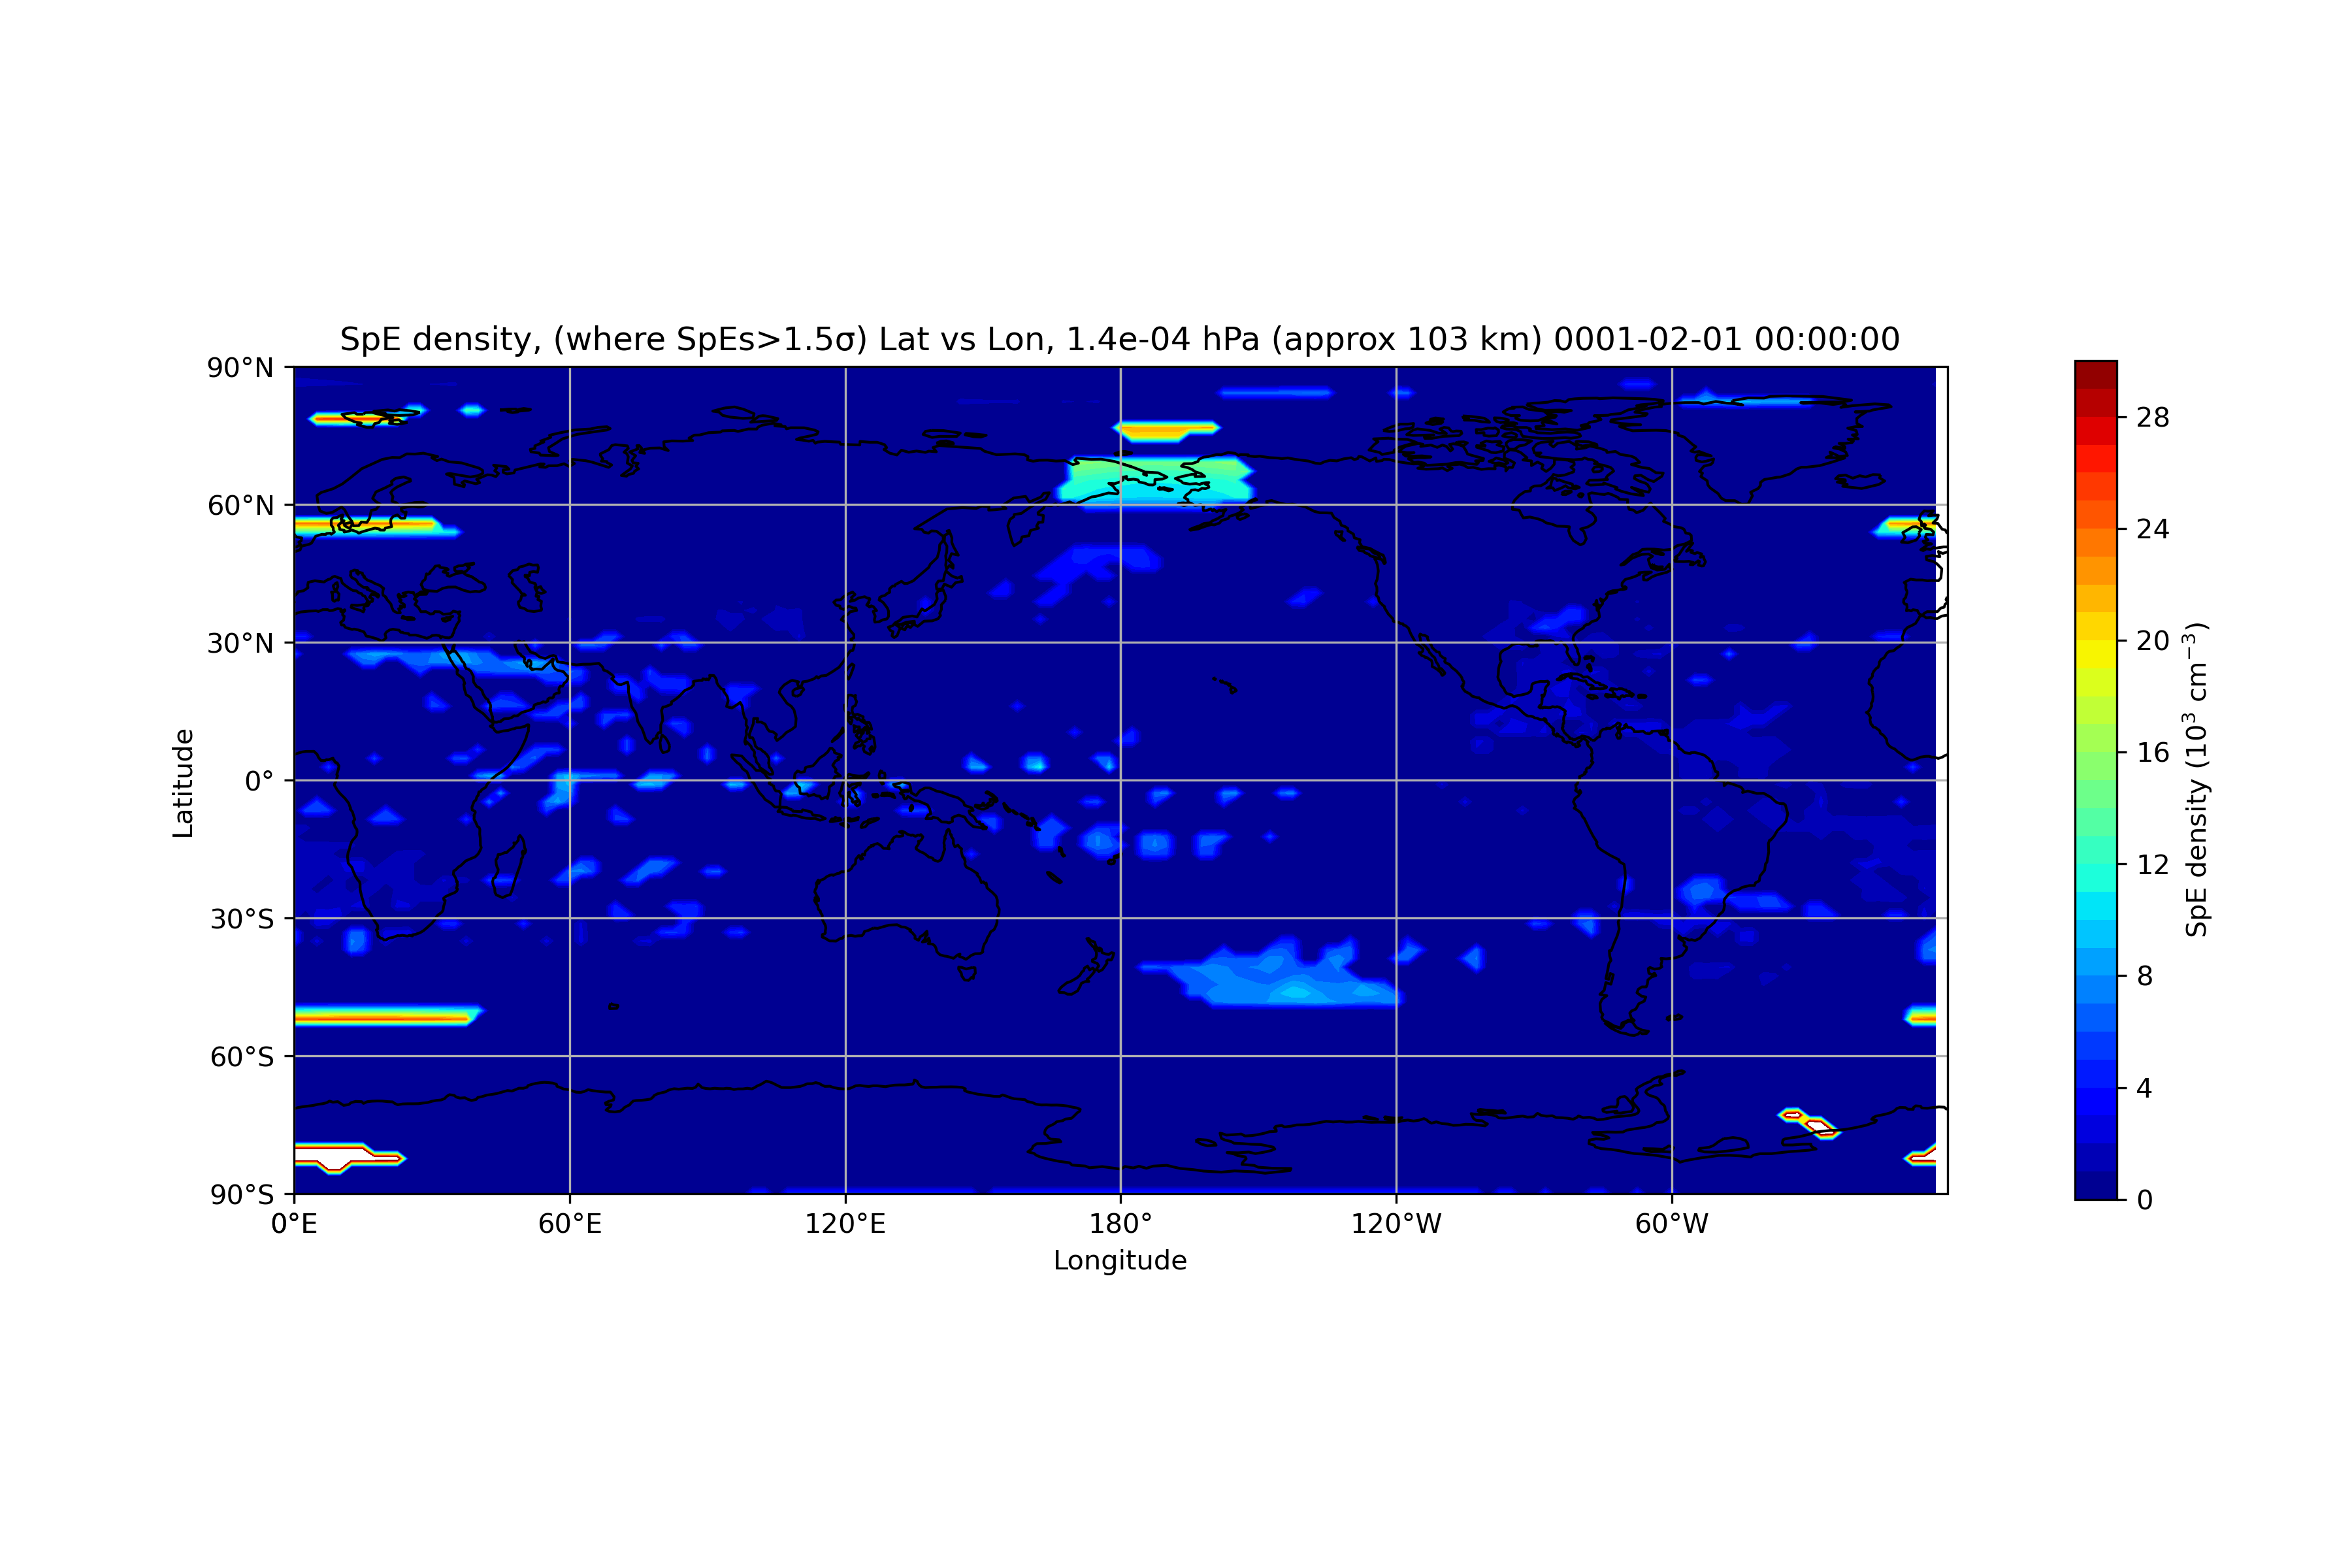 SpE density, (where SpEs>1.5σ) Lat vs Lon, 1.4e-04 hPa (approx 103 km) 0001-02-01 00:00:00
90°N
60°N
30°N
0°
30°S
60°S
90°S
Latitude
0°E
60°E
120°E
180°
120°W
60°W
Longitude
28
24
20
16
12
8
4
0
SpE density (10³ cm⁻³)